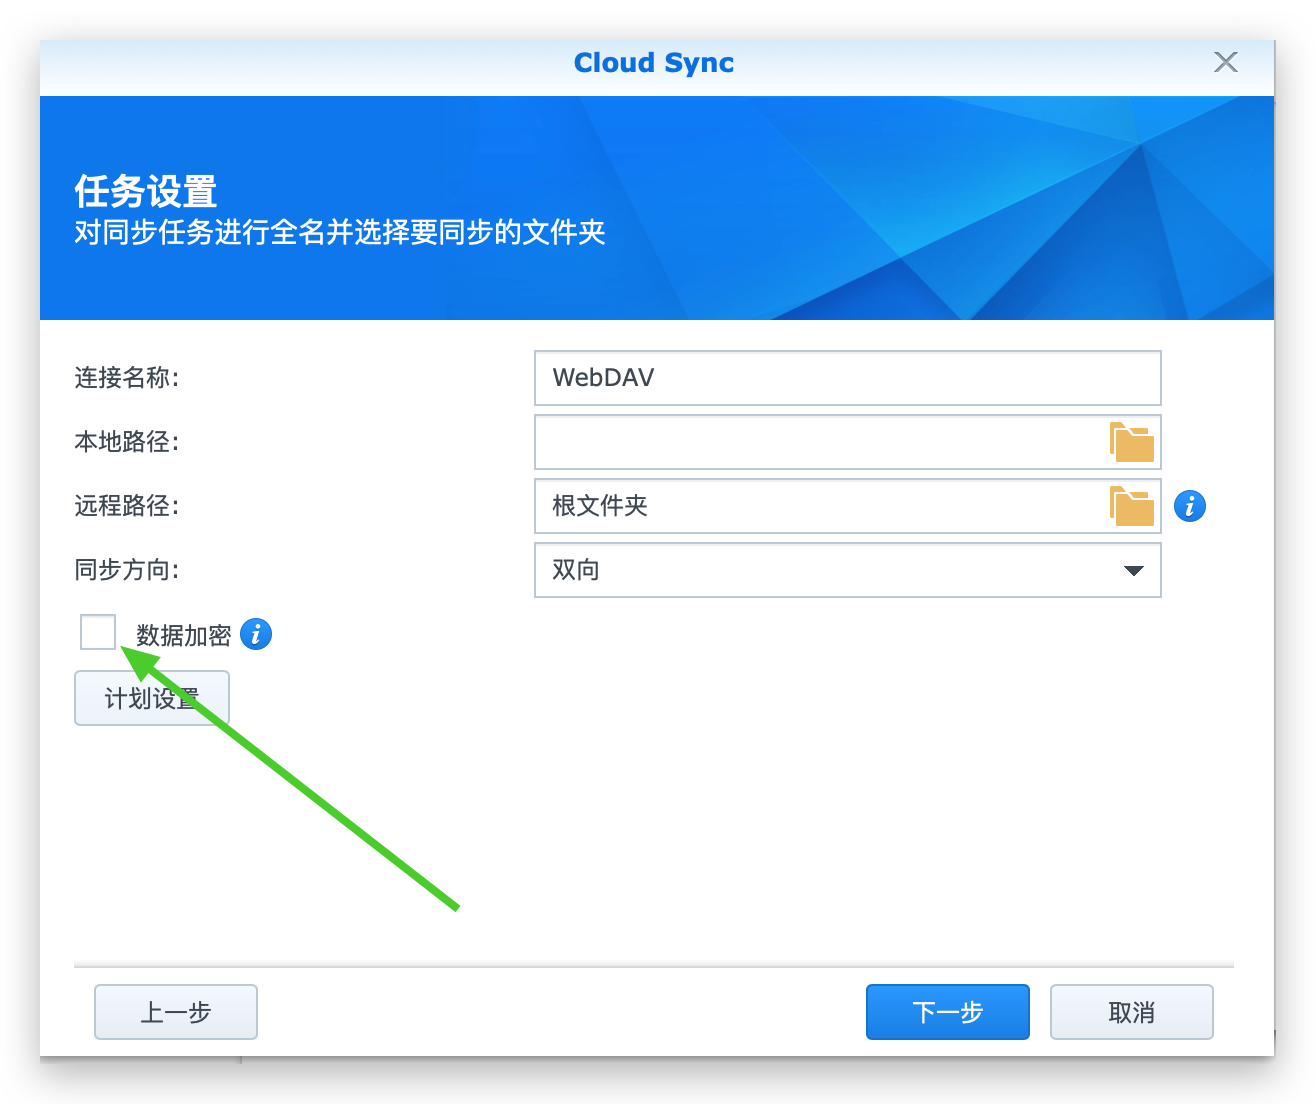 Cloud Sync
任务设置
对同步任务进行全名并选择要同步的文件夹
连接名称:
WebDAV
本地路径:
远程路径:
根文件夹
同步方向:
双向
数据加密
计划设置
上一步
下一步
取消